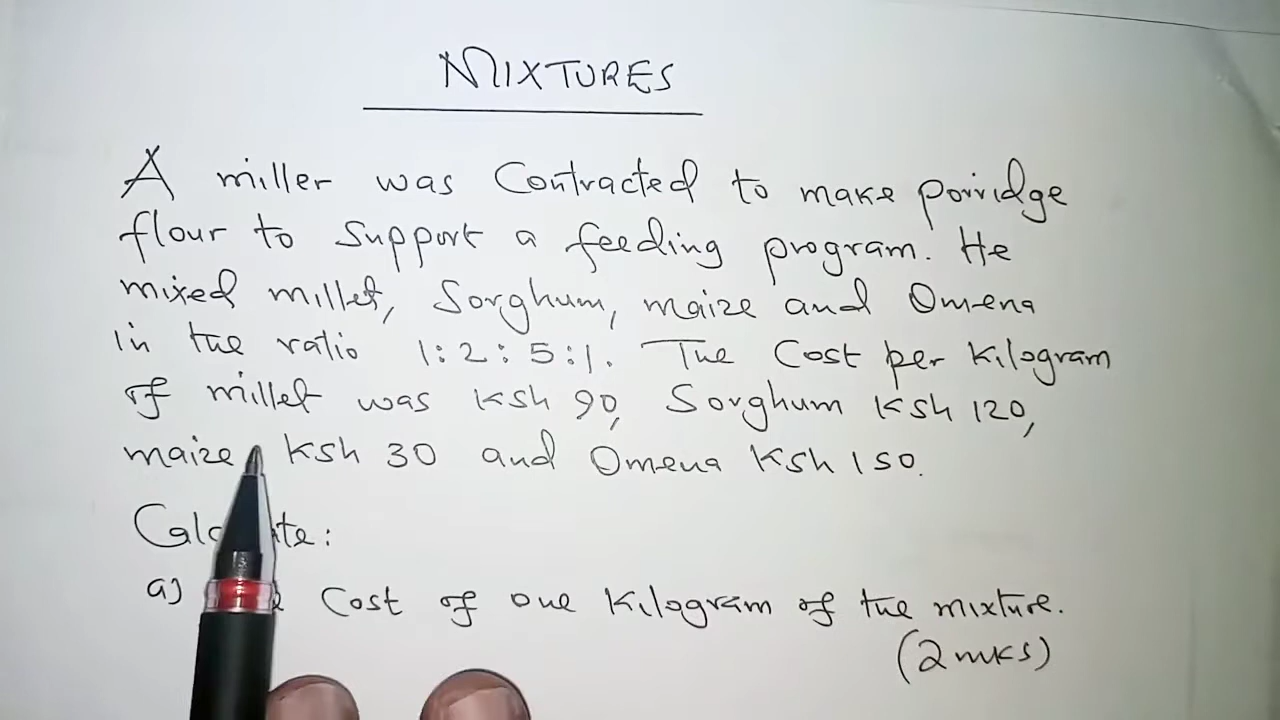 MIXTURES
A miller was Contracted to make porridge
flour to support a feeding program. He
mixed millet, Sorghum, maize and Omena
in the ratio 1:2:5:1. The Cost per Kilogram
of millet was Ksh 90, Sorghum Ksh 120,
maize Ksh 30 and Omena Ksh 150.
:
a) Cost of one Kilogram of the mixture.
(2mks)